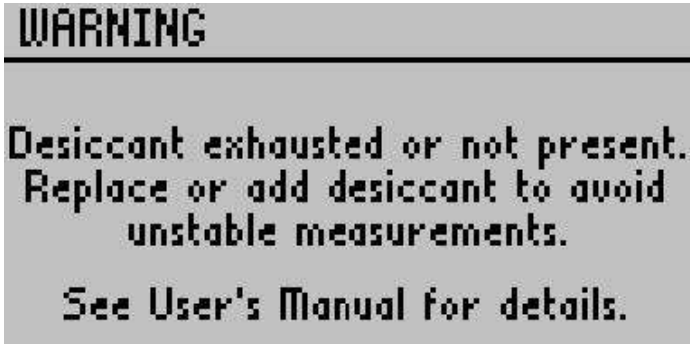 WARNING
Desiccant exhausted or not present.
Replace or add desiccant to avoid
unstable measurements.
See User's Manual for details.